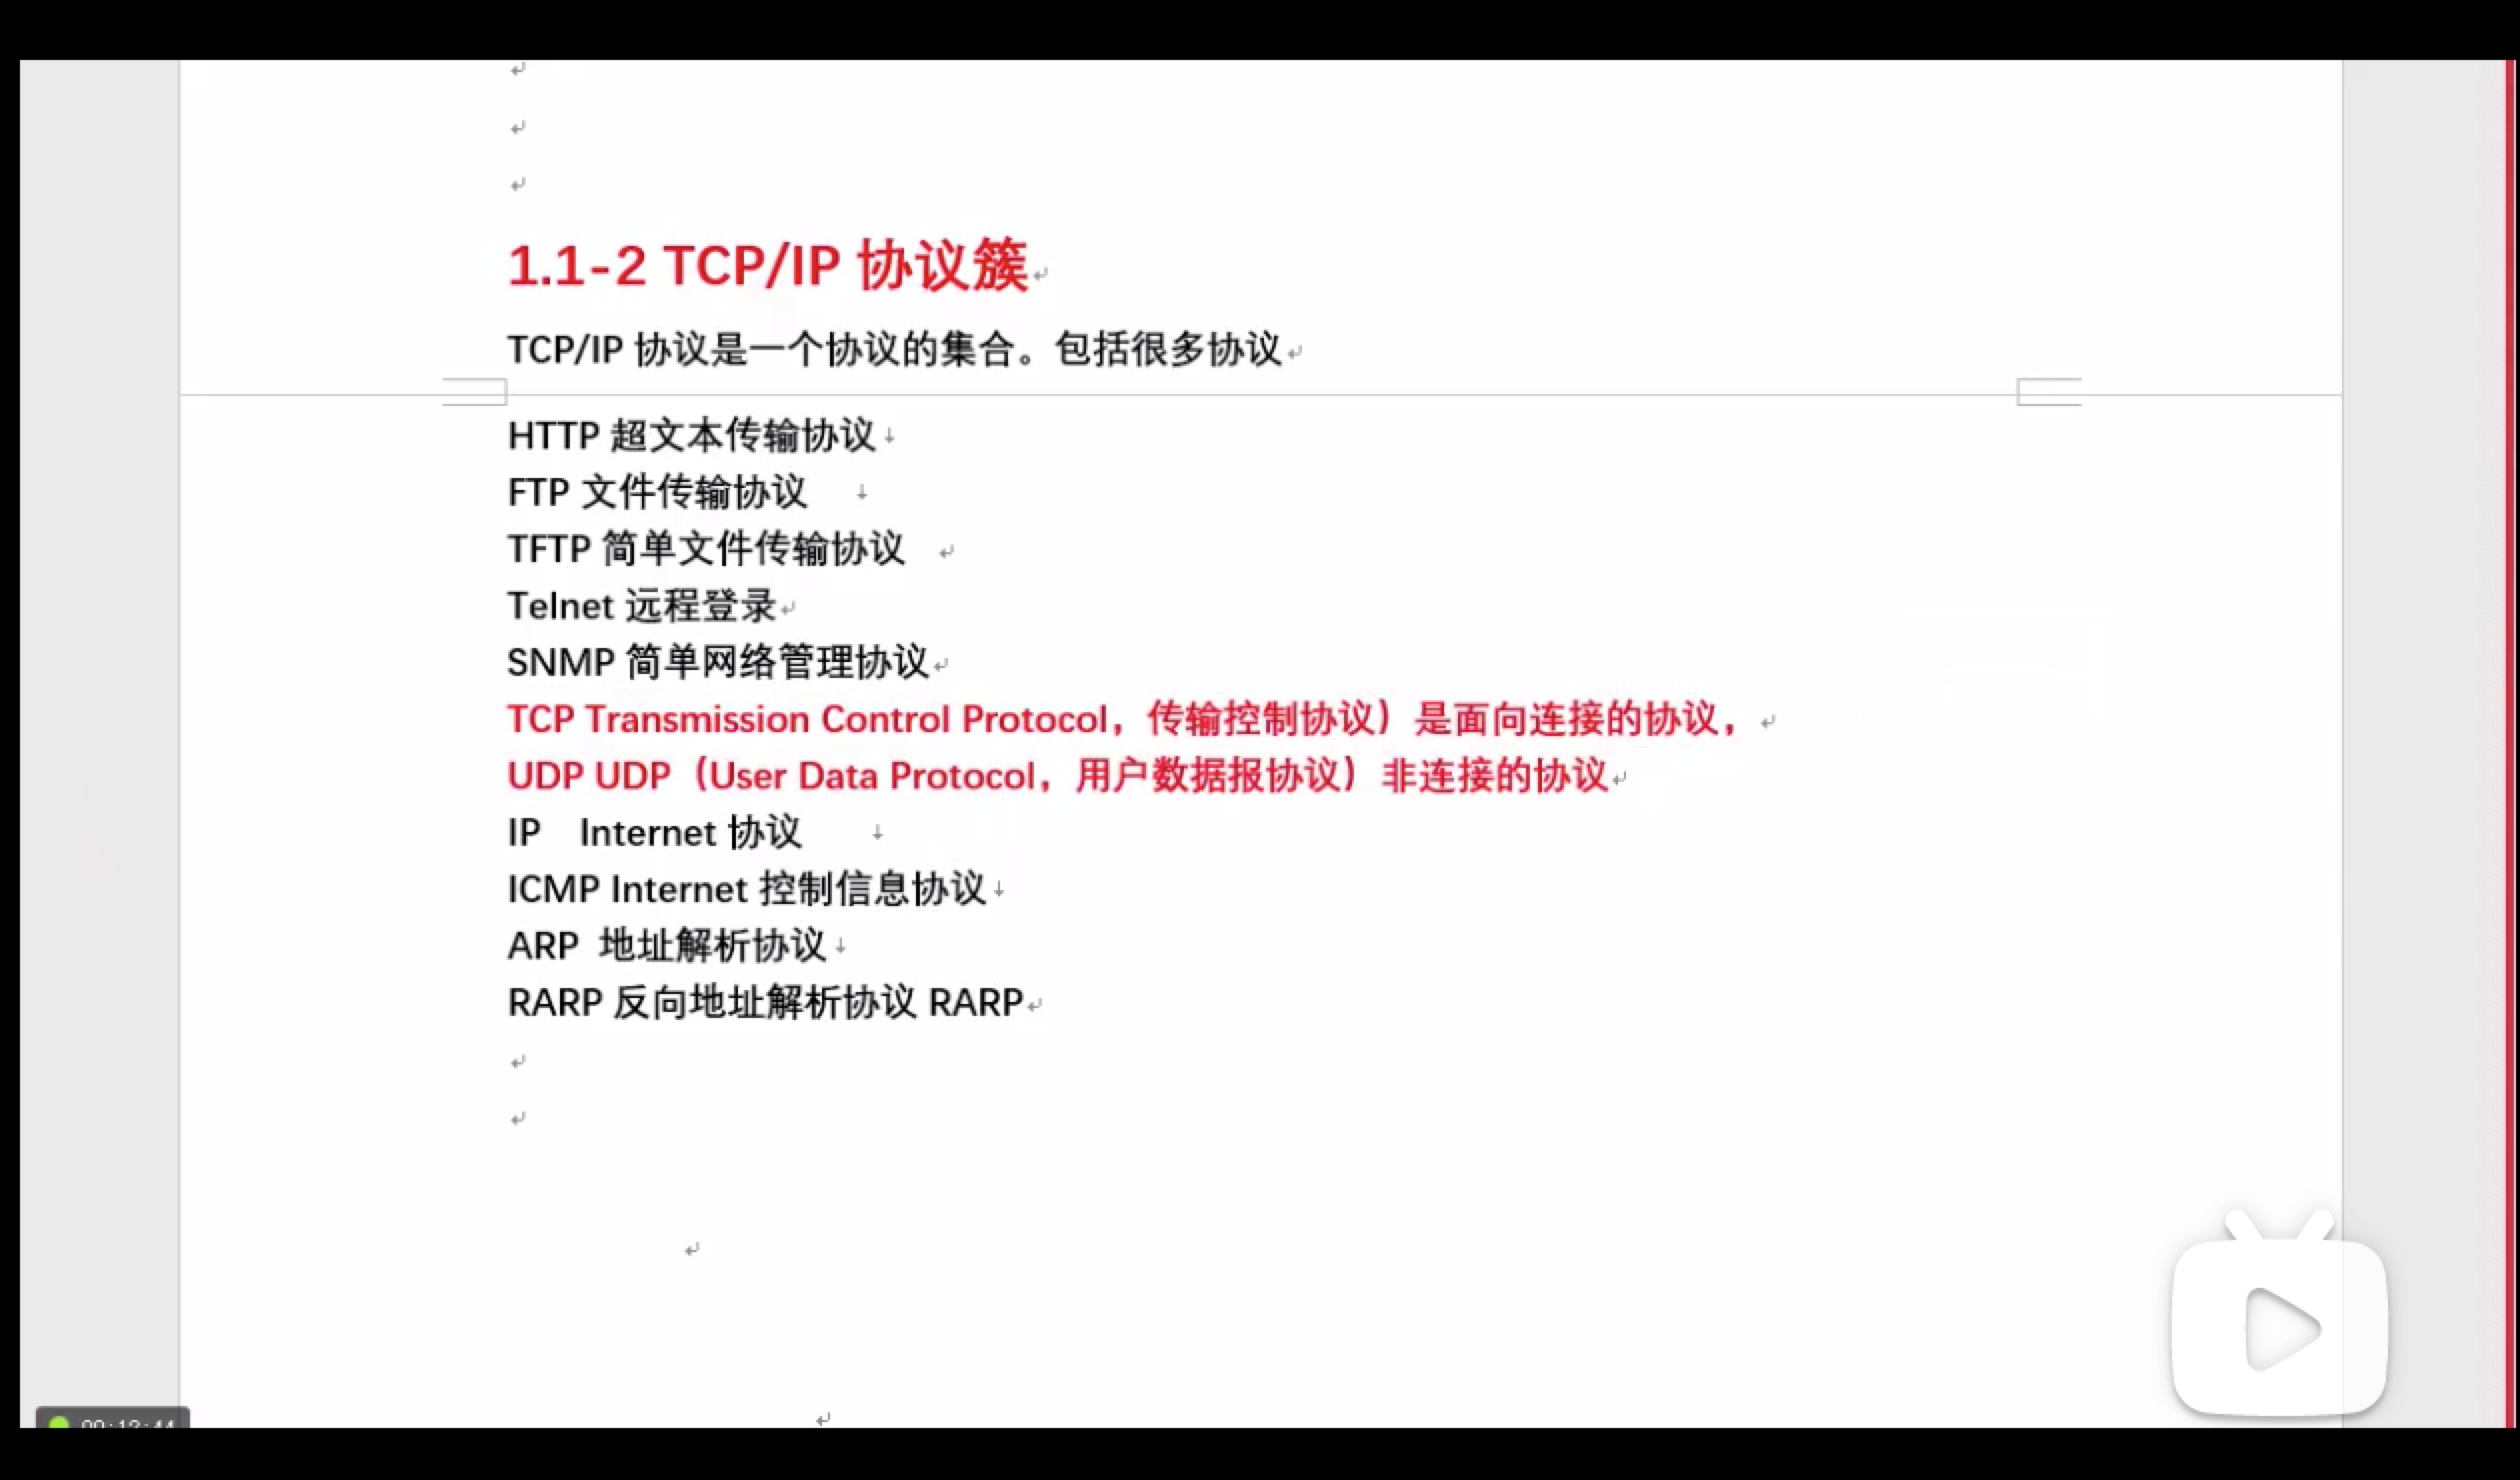 1.1-2 TCP/IP 协议簇
TCP/IP 协议是一个协议的集合。包括很多协议
HTTP 超文本传输协议
FTP 文件传输协议
TFTP 简单文件传输协议
Telnet 远程登录
SNMP 简单网络管理协议
TCP Transmission Control Protocol，传输控制协议）是面向连接的协议，
UDP UDP（User Data Protocol，用户数据报协议）非连接的协议
IP Internet 协议
ICMP Internet 控制信息协议
ARP 地址解析协议
RARP 反向地址解析协议 RARP